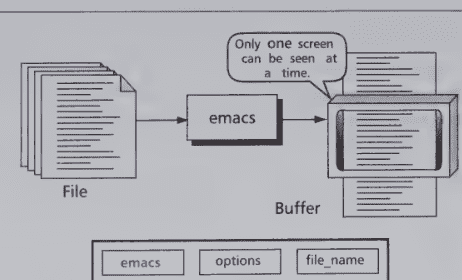 Only one screen
can be seen at
a time.
emacs
File
Buffer
emacs options file_name